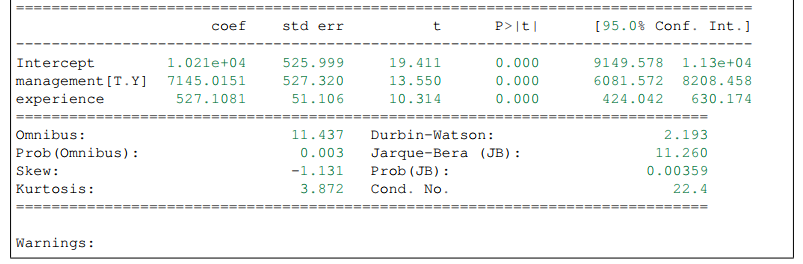 ==============================================================================
coef std err t P>|t| [95.0% Conf. Int.]
------------------------------------------------------------------------------
Intercept 1.021e+04 525.999 19.411 0.000 9149.578 1.13e+04
management[T.Y] 7145.0151 527.320 13.550 0.000 6081.572 8208.458
experience 527.1081 51.106 10.314 0.000 424.042 630.174
==============================================================================
Omnibus: 11.437 Durbin-Watson: 2.193
Prob(Omnibus): 0.003 Jarque-Bera (JB): 11.260
Skew: -1.131 Prob(JB): 0.00359
Kurtosis: 3.872 Cond. No. 22.4
==============================================================================
Warnings: